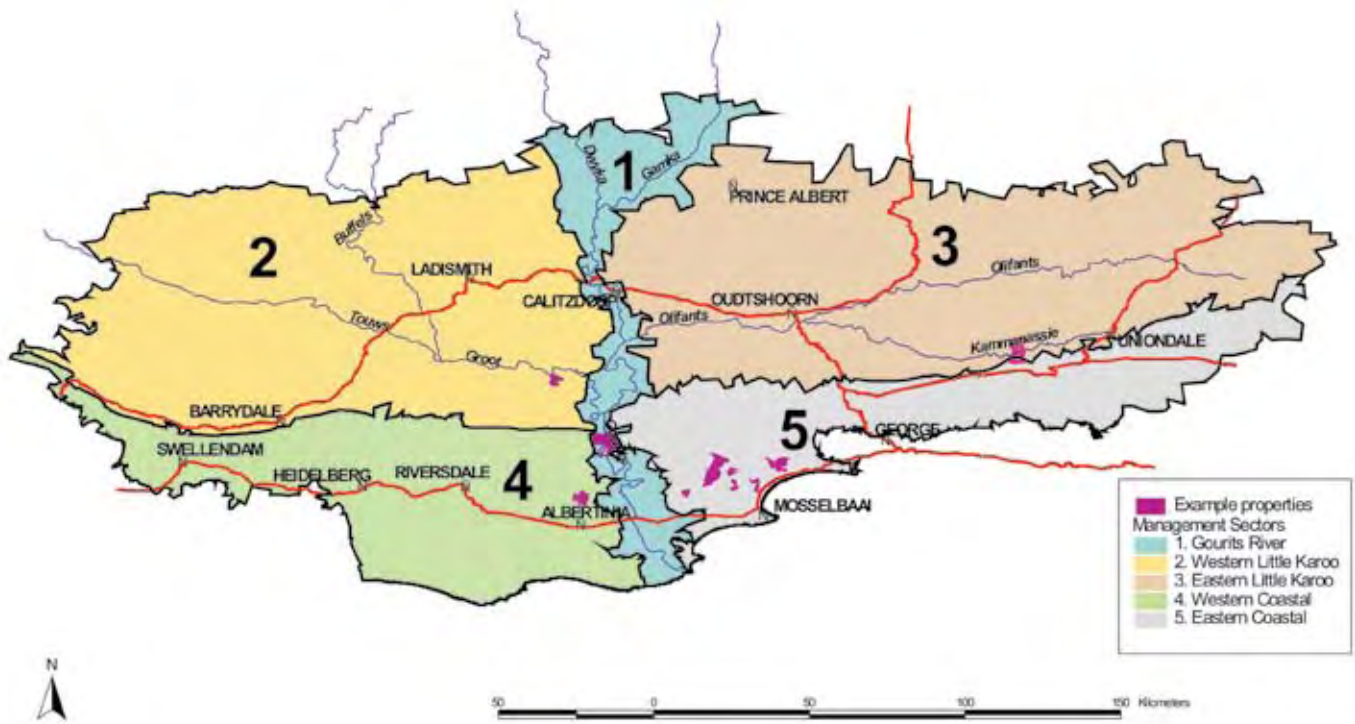 1
Dwyka
Gamka
PRINCE ALBERT
2
Buffels
3
LADISMITH
Olifants
CALITZDORP
OUDTSHOORN
Olifants
Touws
Kammanassie
UNIONDALE
Groot
BARRYDALE
5
GEORGE
SWELLENDAM
HEIDELBERG
RIVERSDALE
4
ALBERTINIA
MOSSELBAAI
Example properties
Management Sectors
1. Gourits River
2. Western Little Karoo
3. Eastern Little Karoo
4. Western Coastal
5. Eastern Coastal
N
50 0 50 100 150 Kilometers